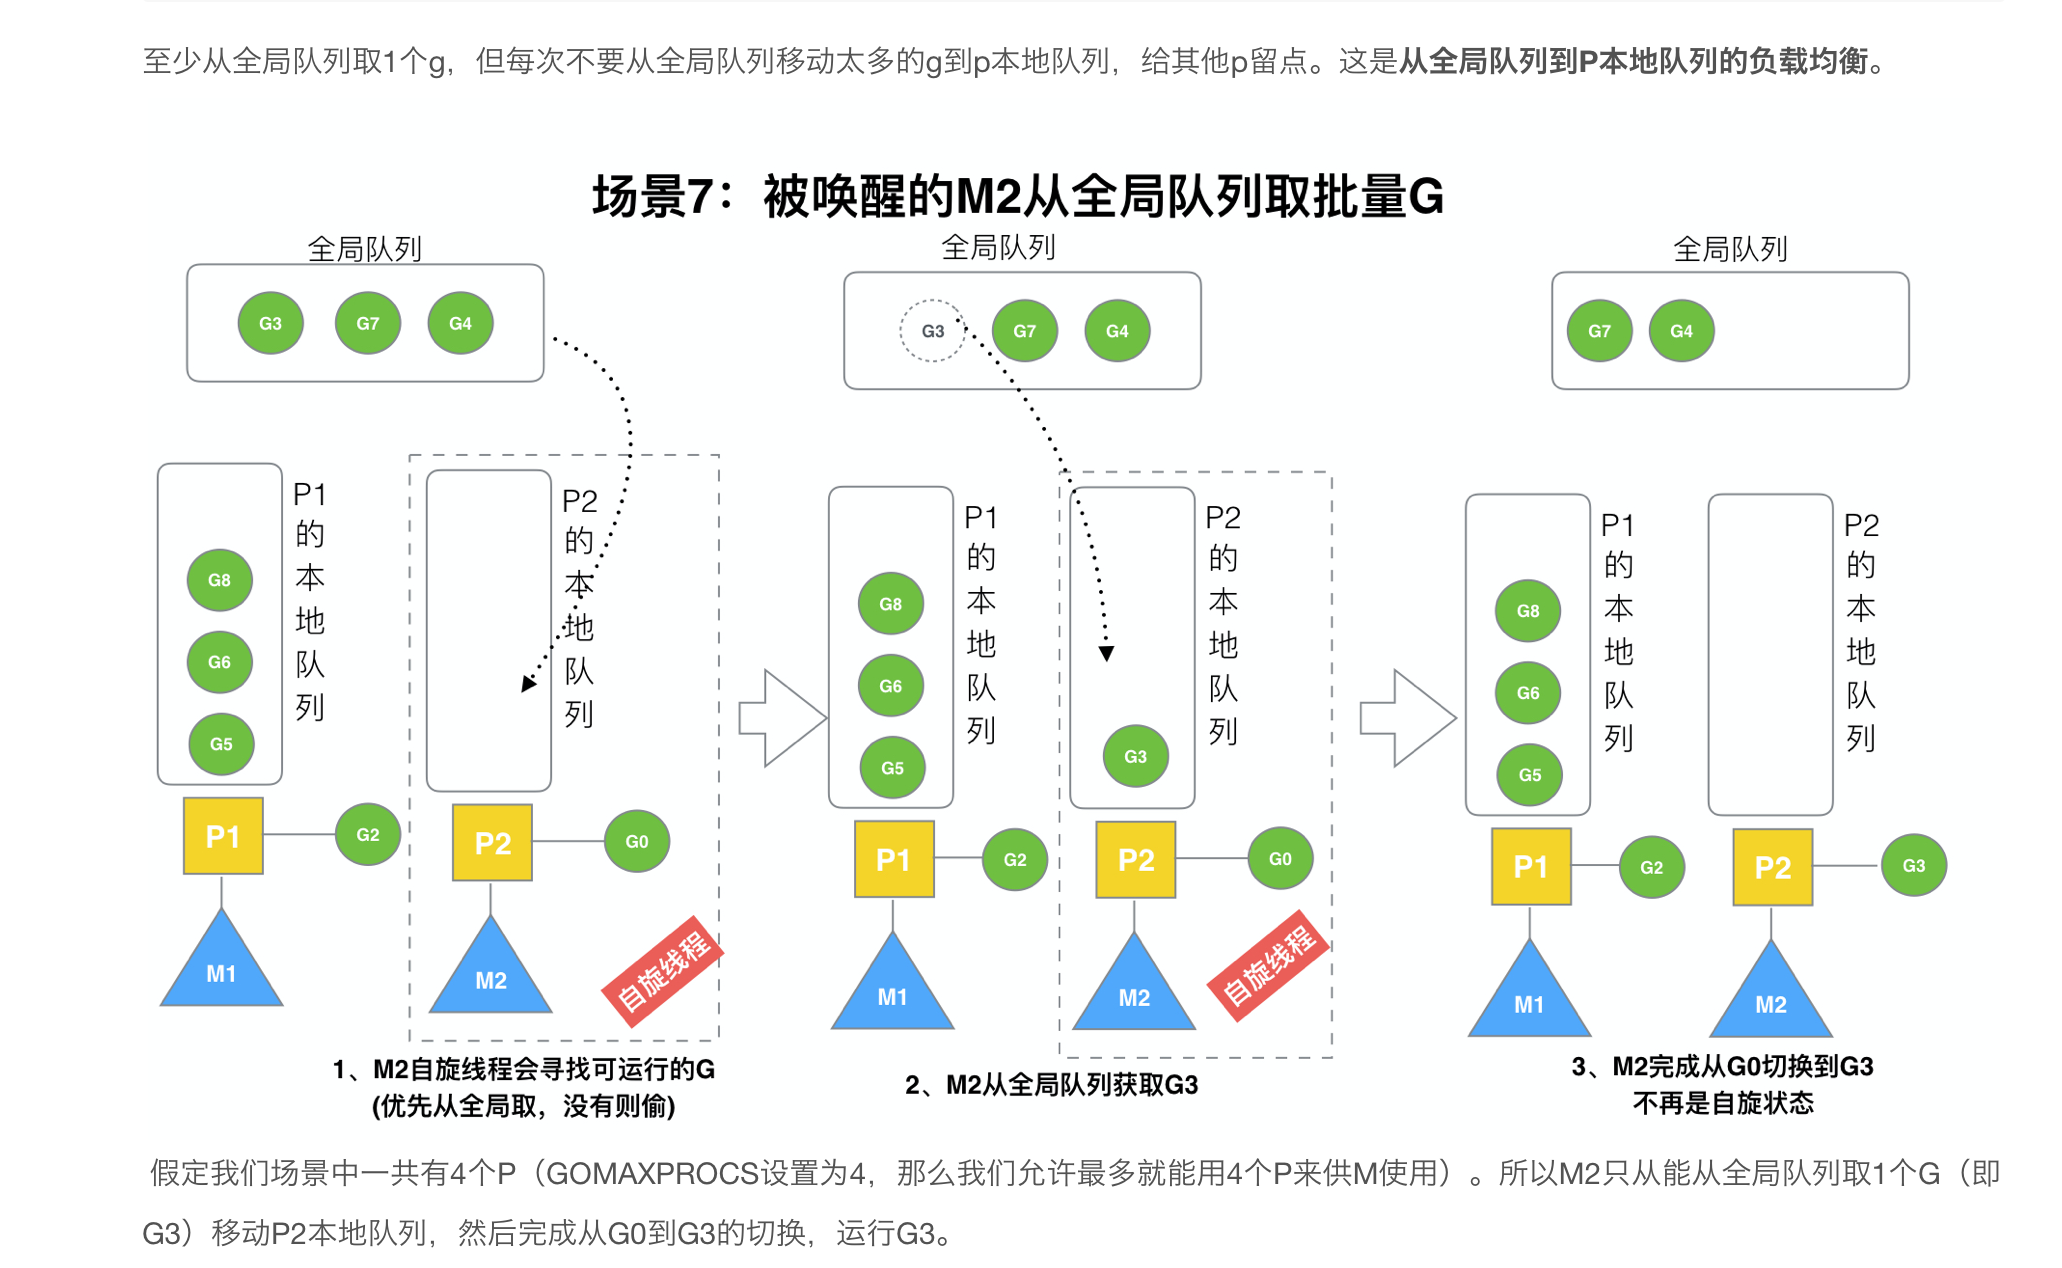 至少从全局队列取1个g，但每次不要从全局队列移动太多的g到p本地队列，给其他p留点。这是从全局队列到P本地队列的负载均衡。
场景7：被唤醒的M2从全局队列取批量G
全局队列
G3
G7
G4
P1的本地队列
G8
G6
G5
P1
G2
M1
P2的本地队列
P2
G0
M2
自旋线程
1、M2自旋线程会寻找可运行的G
(优先从全局取，没有则偷)
全局队列
G3
G7
G4
P1的本地队列
G8
G6
G5
P1
G2
M1
P2的本地队列
G3
P2
G0
M2
自旋线程
2、M2从全局队列获取G3
全局队列
G7
G4
P1的本地队列
G8
G6
G5
P1
G2
M1
P2的本地队列
P2
G3
M2
3、M2完成从G0切换到G3
不再是自旋状态
假定我们场景中一共有4个P（GOMAXPROCS设置为4，那么我们允许最多就能用4个P来供M使用）。所以M2只从能从全局队列取1个G（即
G3）移动P2本地队列，然后完成从G0到G3的切换，运行G3。